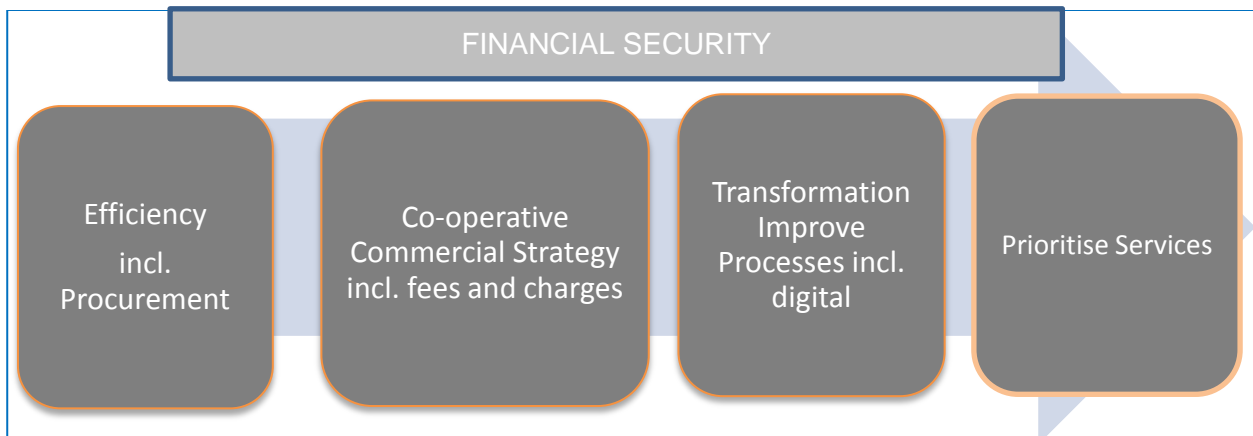 FINANCIAL SECURITY
Efficiency
incl.
Procurement
Co-operative
Commercial Strategy
incl. fees and charges
Transformation
Improve
Processes incl.
digital
Prioritise Services